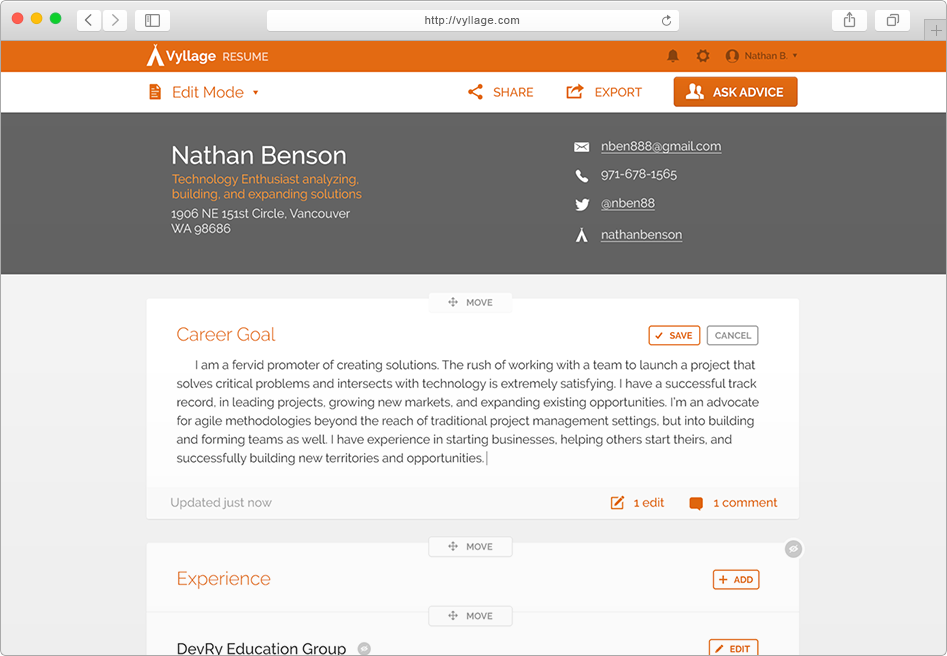 http://vyllage.com
Vyllage RESUME
Nathan B.
Edit Mode
SHARE
EXPORT
ASK ADVICE
Nathan Benson
Technology Enthusiast analyzing,
building, and expanding solutions
1906 NE 151st Circle, Vancouver
WA 98686
nben888@gmail.com
971-678-1565
@nben88
nathanbenson
MOVE
Career Goal
SAVE
CANCEL
I am a fervid promoter of creating solutions. The rush of working with a team to launch a project that
solves critical problems and intersects with technology is extremely satisfying. I have a successful track
record, in leading projects, growing new markets, and expanding existing opportunities. I'm an advocate
for agile methodologies beyond the reach of traditional project management settings, but into building
and forming teams as well. I have experience in starting businesses, helping others start theirs, and
successfully building new territories and opportunities.
Updated just now
1 edit
1 comment
MOVE
Experience
ADD
MOVE
DevRy Education Group
EDIT